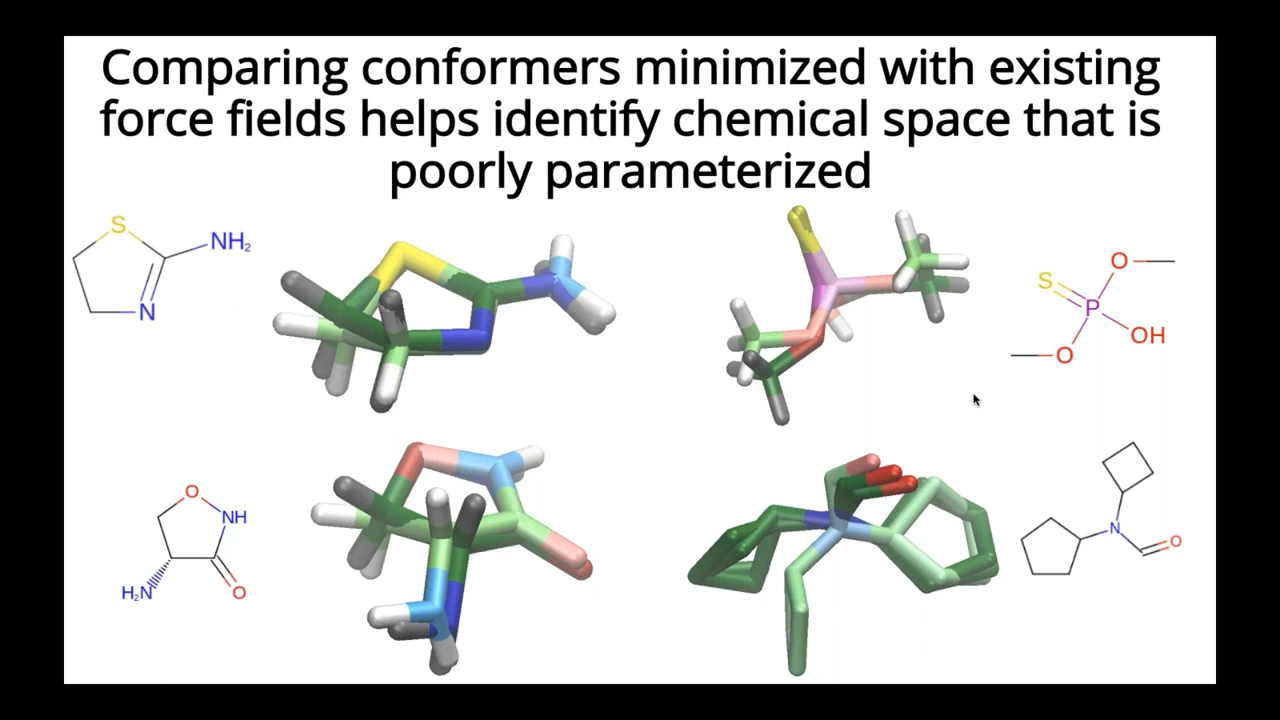 Comparing conformers minimized with existing
force fields helps identify chemical space that is
poorly parameterized
S
NH₂
N
S
O
P
OH
O
O
NH
H₂N
O
N
O